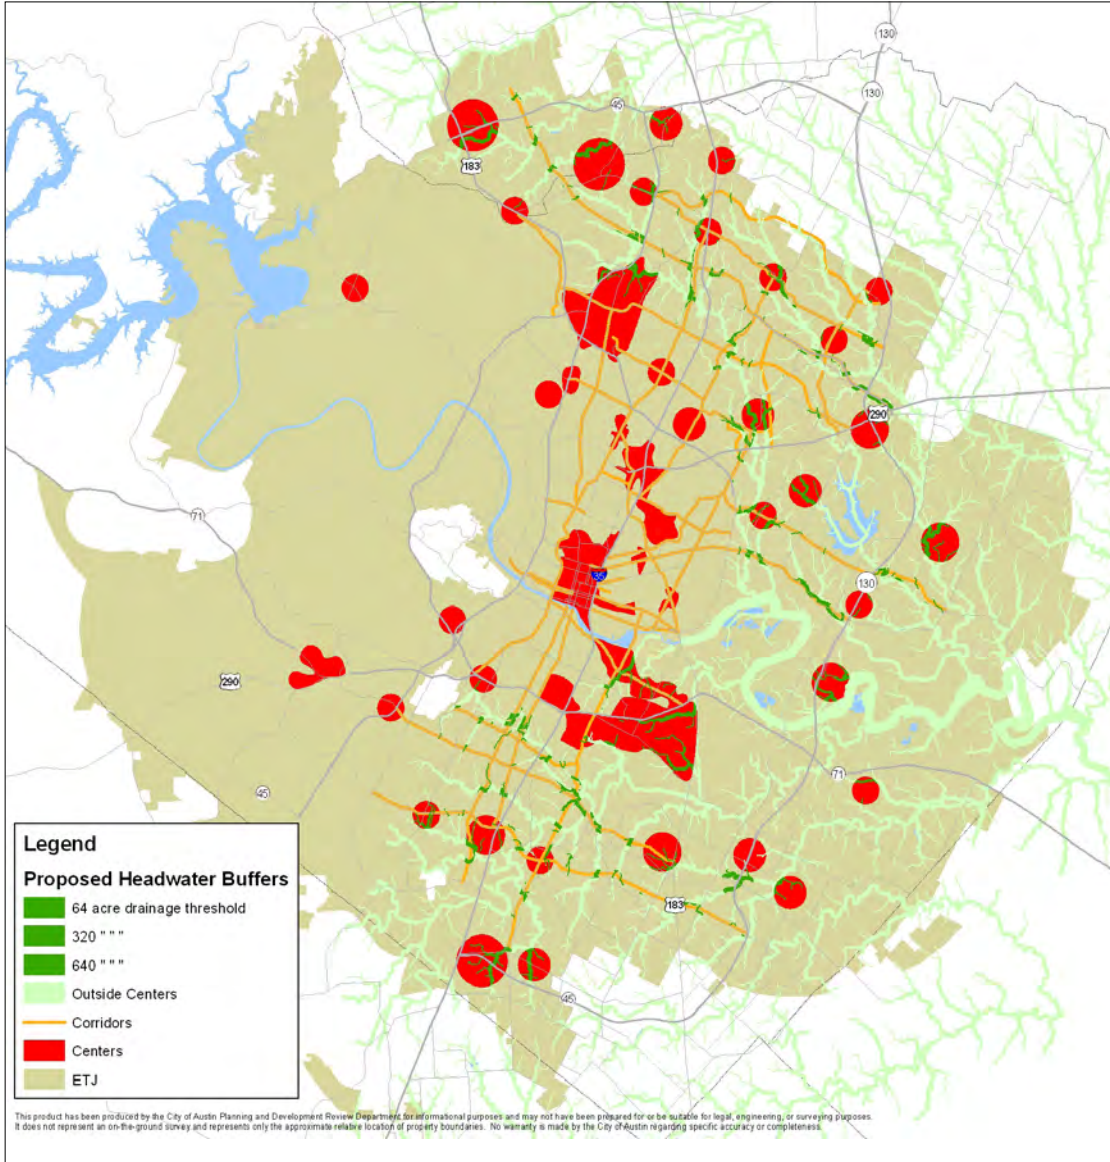 130
130
45
183
290
71
35
130
290
71
45
183
45
Legend
Proposed Headwater Buffers
64 acre drainage threshold
320 " " "
640 " " "
Outside Centers
Corridors
Centers
ETJ
This product has been produced by the City of Austin Planning and Development Review Department for informational purposes and may not have been prepared for or be suitable for legal, engineering, or surveying purposes.
It does not represent an on-the-ground survey and represents only the approximate relative location of property boundaries. No warranty is made by the City of Austin regarding specific accuracy or completeness.